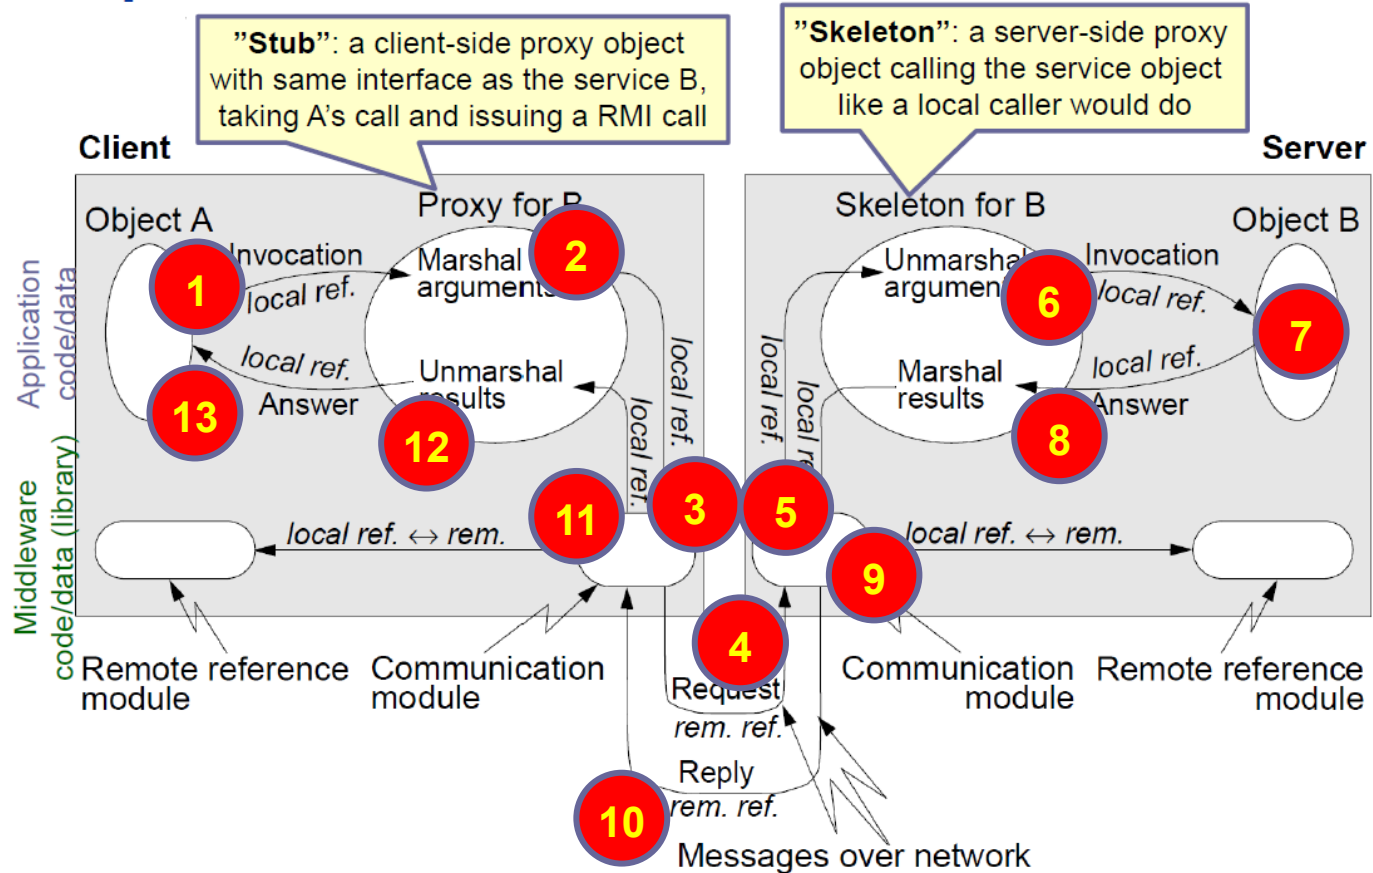 ”Stub”: a client-side proxy object
with same interface as the service B,
taking A’s call and issuing a RMI call
”Skeleton”: a server-side proxy
object calling the service object
like a local caller would do
Client
Server
Application
code/data
Middleware
code/data (library)
Object A
Proxy for B
1
Invocation
local ref.
Marshal
arguments
2
local ref.
Answer
13
Unmarshal
results
12
local ref.
local ref.
11
3
local ref. ↔ rem.
Remote reference
module
Communication
module
Skeleton for B
Object B
Unmarshal
arguments
6
Invocation
local ref.
7
Marshal
results
local ref.
Answer
8
local ref.
local ref.
5
9
local ref. ↔ rem.
Communication
module
Remote reference
module
4
Request
rem. ref.
Reply
rem. ref.
10
Messages over network